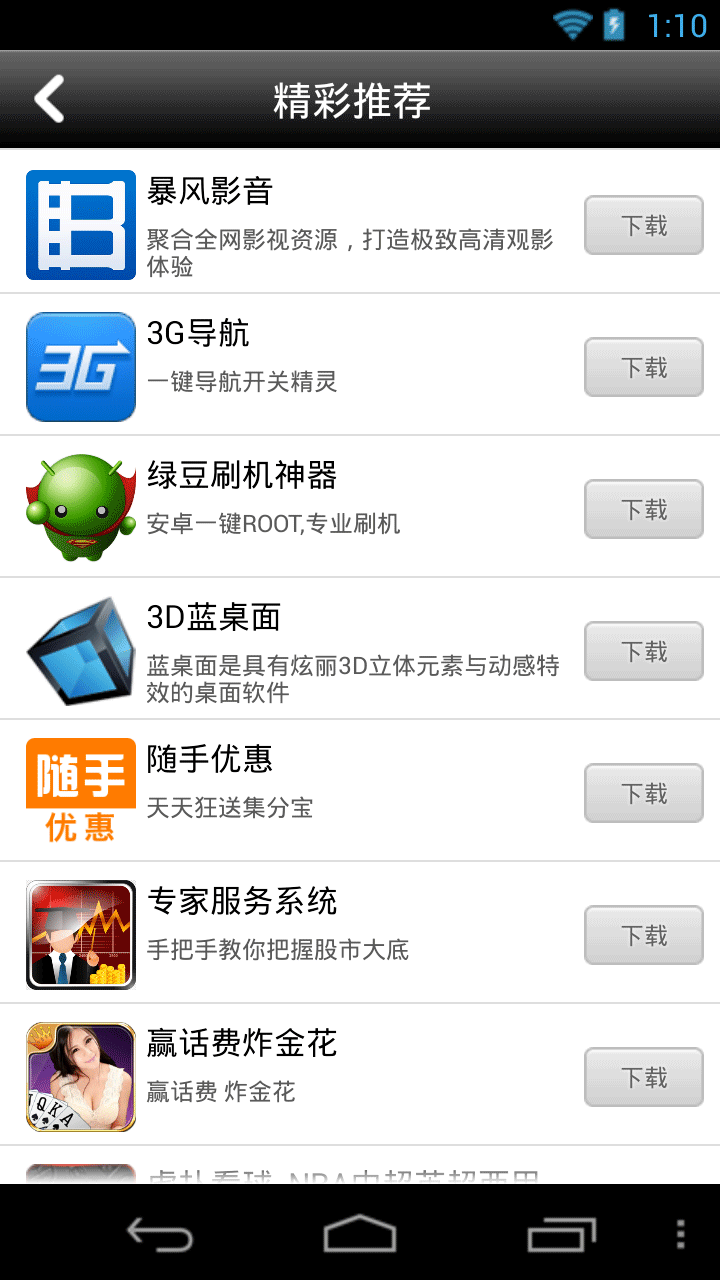 1:10
精彩推荐
暴风影音
聚合全网影视资源，打造极致高清观影
体验
下载
3G
3G导航
一键导航开关精灵
下载
绿豆刷机神器
安卓一键ROOT,专业刷机
下载
3D蓝桌面
蓝桌面是具有炫丽3D立体元素与动感特
效的桌面软件
下载
随手
优惠
随手优惠
天天狂送集分宝
下载
专家服务系统
手把手教你把握股市大底
下载
QKA
赢话费炸金花
赢话费 炸金花
下载